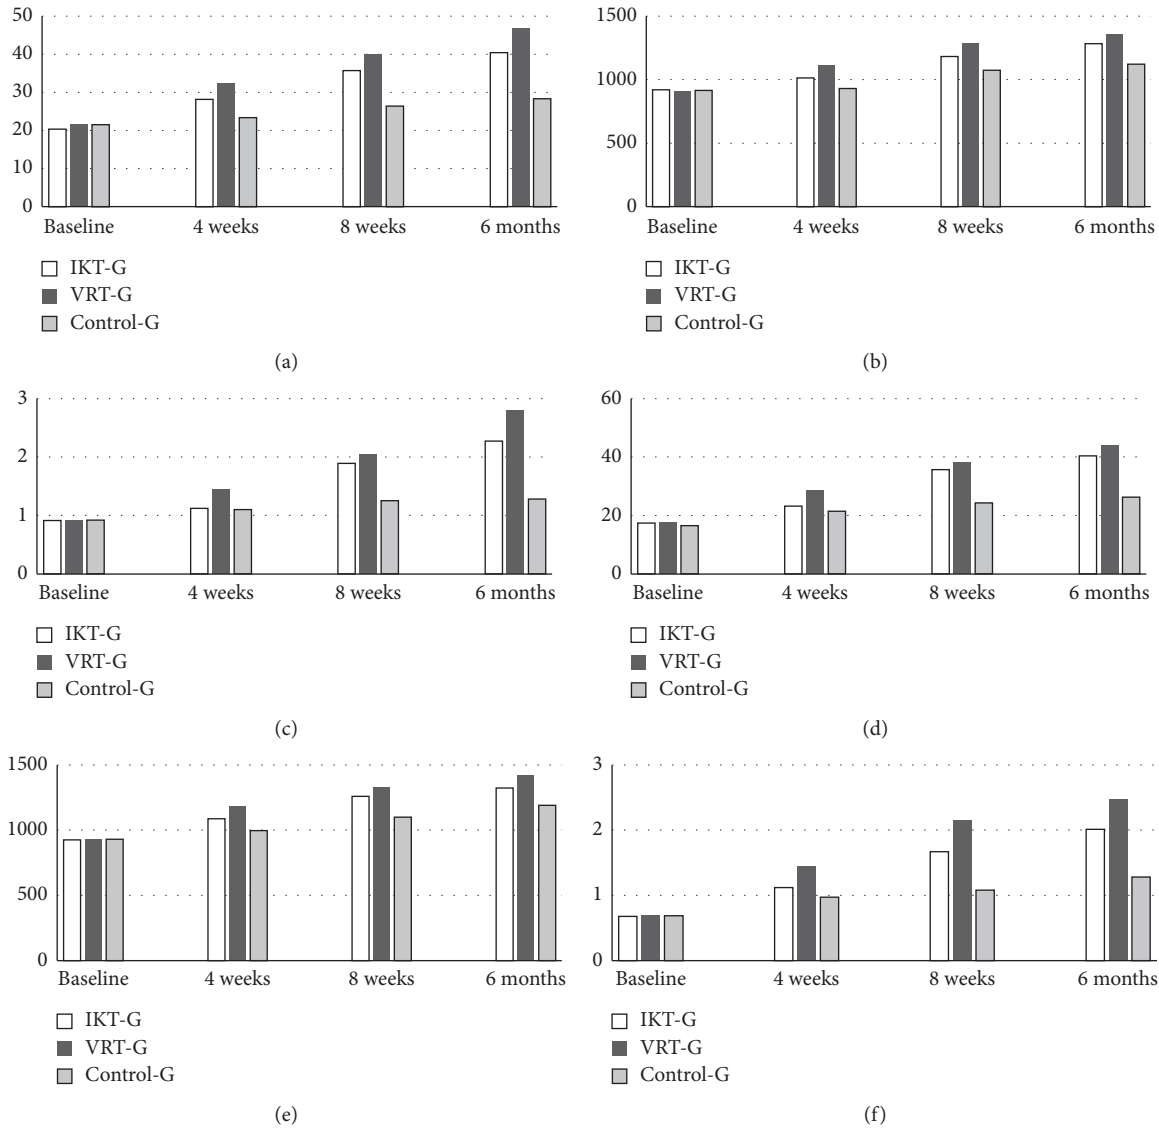 50
40
30
20
10
0
Baseline 4 weeks 8 weeks 6 months
IKT-G
VRT-G
Control-G
(a)
1500
1000
500
0
Baseline 4 weeks 8 weeks 6 months
IKT-G
VRT-G
Control-G
(b)
3
2
1
0
Baseline 4 weeks 8 weeks 6 months
IKT-G
VRT-G
Control-G
(c)
60
40
20
0
Baseline 4 weeks 8 weeks 6 months
IKT-G
VRT-G
Control-G
(d)
1500
1000
500
0
Baseline 4 weeks 8 weeks 6 months
IKT-G
VRT-G
Control-G
(e)
3
2
1
0
Baseline 4 weeks 8 weeks 6 months
IKT-G
VRT-G
Control-G
(f)